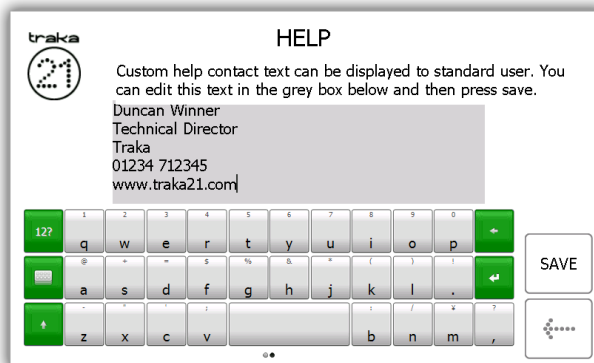 traka
21
HELP
Custom help contact text can be displayed to standard user. You
can edit this text in the grey box below and then press save.
Duncan Winner
Technical Director
Traka
01234 712345
www.traka21.com
1 2 3 4 5 6 7 8 9 0
12? q w e r t y u i o p
@ + = $ % & * ( ) !
a s d f g h j k l .
SAVE
- " ' ; : / ¥ ?
z x c v b n m ,